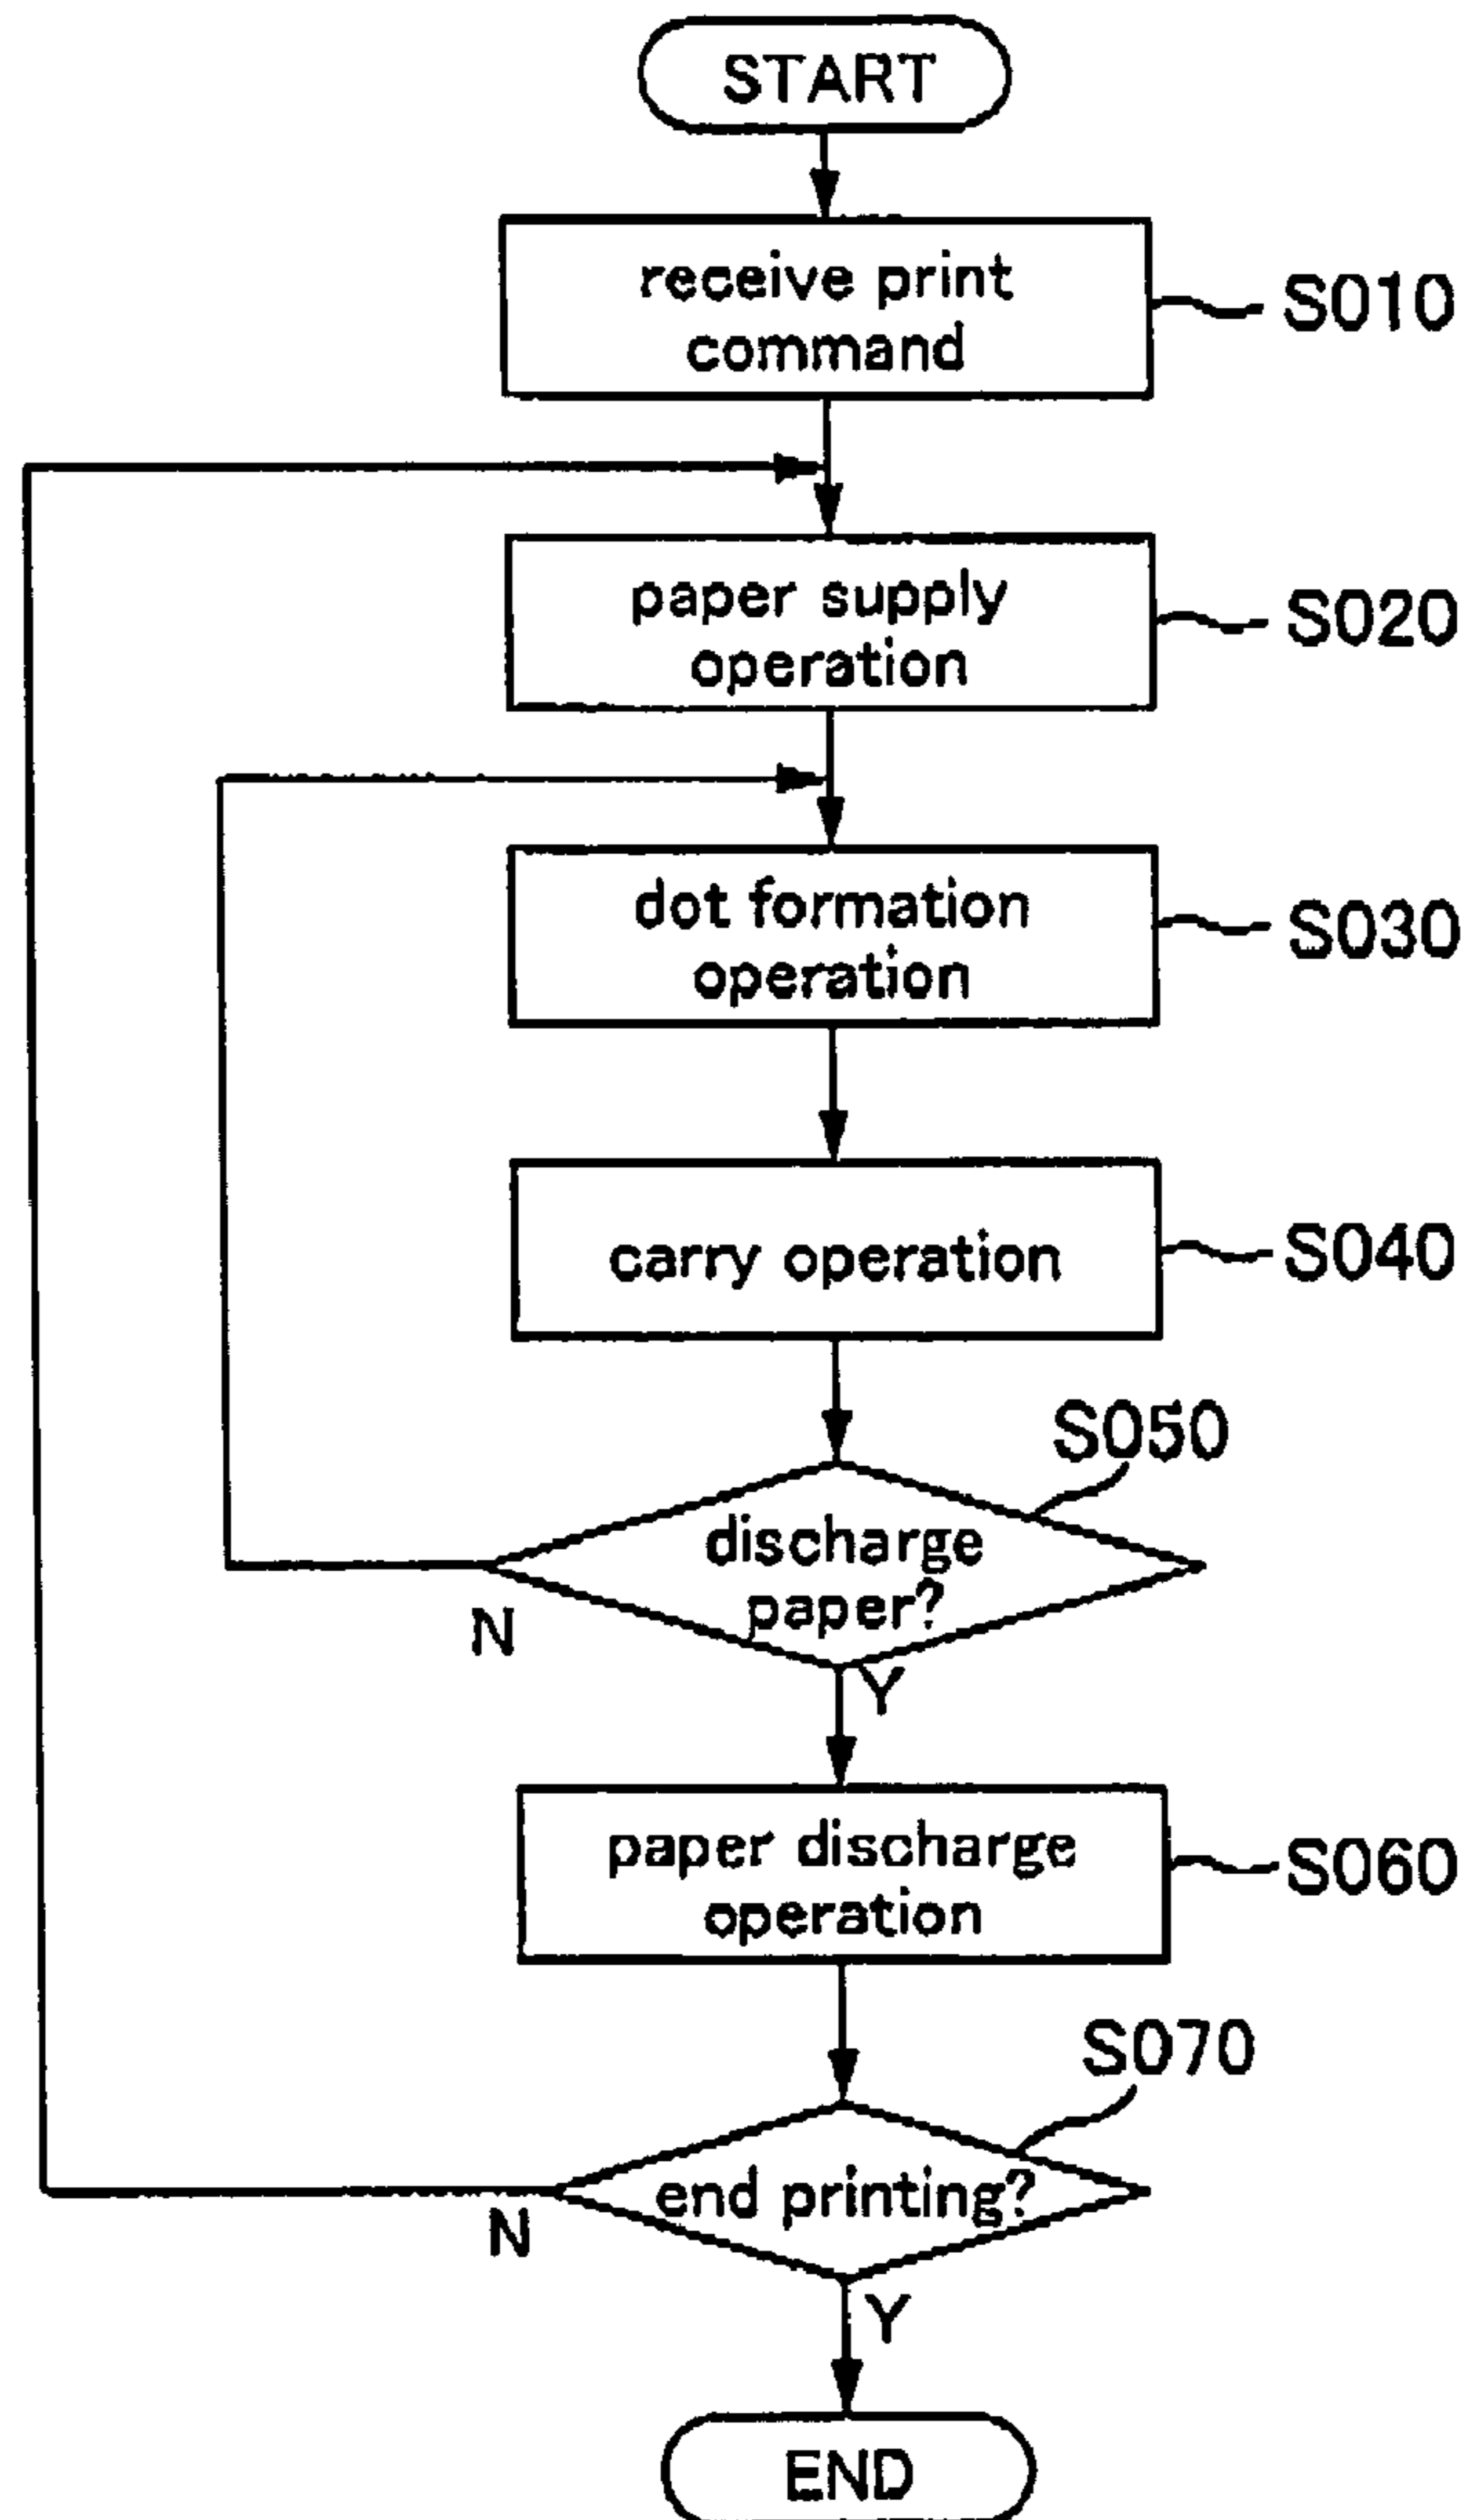 START
receive print
command
S010
paper supply
operation
S020
dot formation
operation
S030
carry operation
S040
S050
discharge
paper?
N
Y
paper discharge
operation
S060
S070
end printing?
N
Y
END